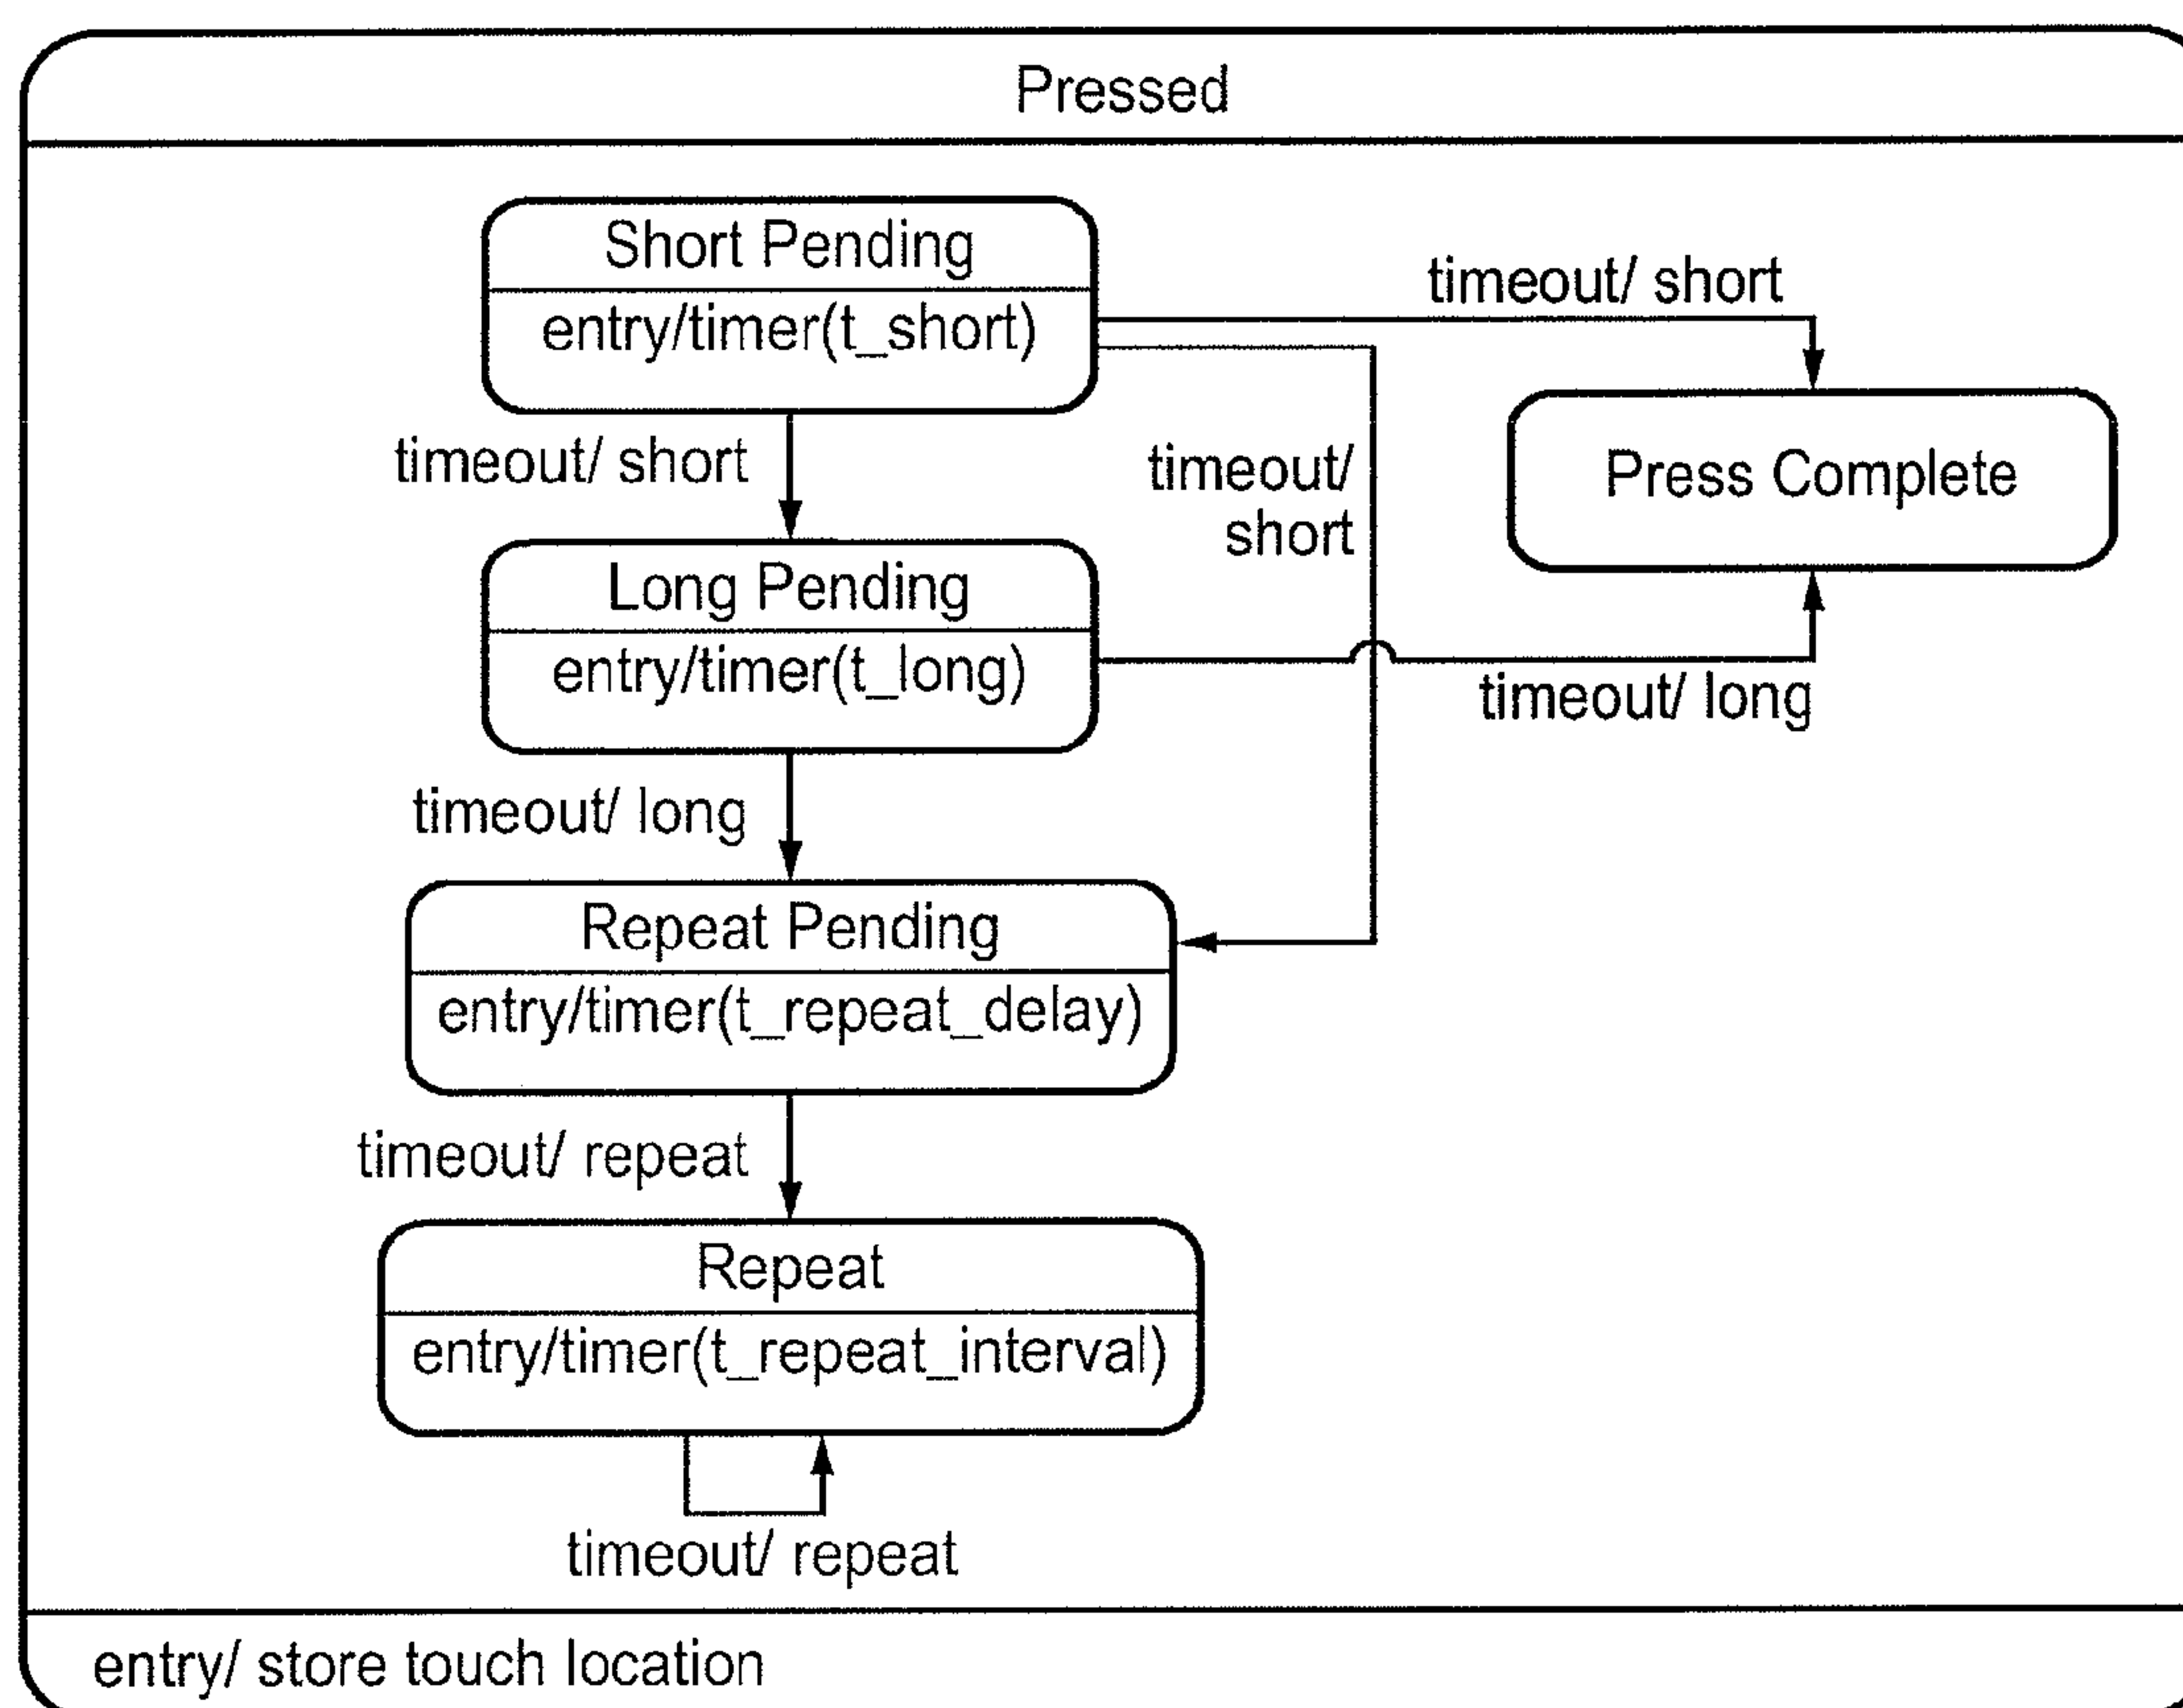 Pressed
Short Pending
entry/timer(t_short)
timeout/ short
timeout/ short
timeout/
short
Press Complete
Long Pending
entry/timer(t_long)
timeout/ long
timeout/ long
Repeat Pending
entry/timer(t_repeat_delay)
timeout/ repeat
Repeat
entry/timer(t_repeat_interval)
timeout/ repeat
entry/ store touch location